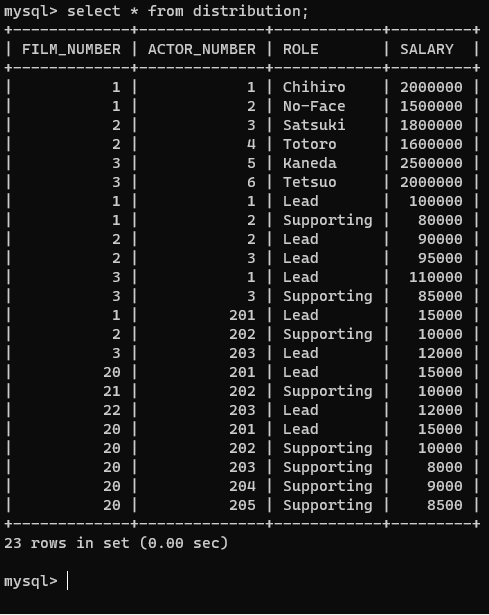 mysql> select * from distribution;
+-------------+--------------+------------+---------+
| FILM_NUMBER | ACTOR_NUMBER | ROLE       | SALARY  |
+-------------+--------------+------------+---------+
|           1 |            1 | Chihiro    | 2000000 |
|           1 |            2 | No-Face    | 1500000 |
|           2 |            3 | Satsuki    | 1800000 |
|           2 |            4 | Totoro     | 1600000 |
|           3 |            5 | Kaneda     | 2500000 |
|           3 |            6 | Tetsuo     | 2000000 |
|           1 |            1 | Lead       |  100000 |
|           1 |            2 | Supporting |   80000 |
|           2 |            2 | Lead       |   90000 |
|           2 |            3 | Lead       |   95000 |
|           3 |            1 | Lead       |  110000 |
|           3 |            3 | Supporting |   85000 |
|           1 |          201 | Lead       |   15000 |
|           2 |          202 | Supporting |   10000 |
|           3 |          203 | Lead       |   12000 |
|          20 |          201 | Lead       |   15000 |
|          21 |          202 | Supporting |   10000 |
|          22 |          203 | Lead       |   12000 |
|          20 |          201 | Lead       |   15000 |
|          20 |          202 | Supporting |   10000 |
|          20 |          203 | Supporting |    8000 |
|          20 |          204 | Supporting |    9000 |
|          20 |          205 | Supporting |    8500 |
+-------------+--------------+------------+---------+
23 rows in set (0.00 sec)
mysql>